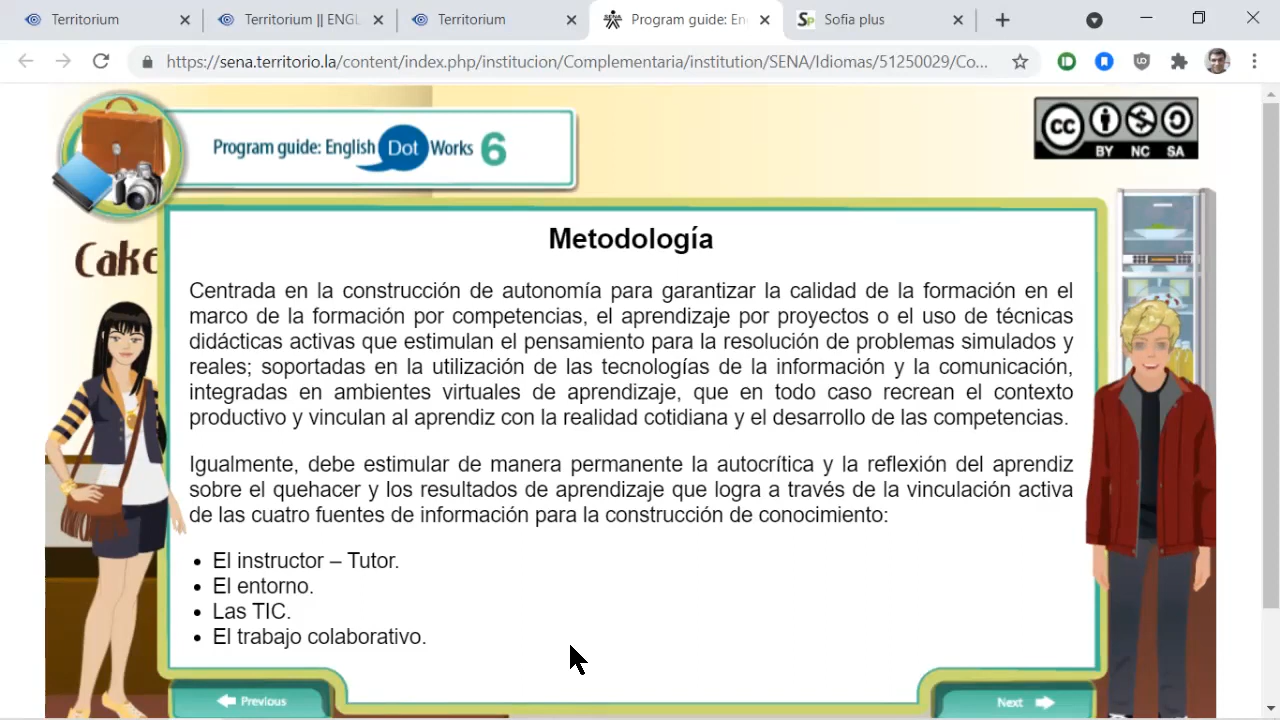 Territorium
Territorium || ENGL
Territorium
Program guide: En
Sofia plus
https://sena.territorio.la/content/index.php/institucion/Complementaria/institution/SENA/Idiomas/51250029/Co...
Program guide: English Dot Works 6
cc BY NC SA
Cake
Metodología
Centrada en la construcción de autonomía para garantizar la calidad de la formación en el
marco de la formación por competencias, el aprendizaje por proyectos o el uso de técnicas
didácticas activas que estimulan el pensamiento para la resolución de problemas simulados y
reales; soportadas en la utilización de las tecnologías de la información y la comunicación,
integradas en ambientes virtuales de aprendizaje, que en todo caso recrean el contexto
productivo y vinculan al aprendiz con la realidad cotidiana y el desarrollo de las competencias.
Igualmente, debe estimular de manera permanente la autocrítica y la reflexión del aprendiz
sobre el quehacer y los resultados de aprendizaje que logra a través de la vinculación activa
de las cuatro fuentes de información para la construcción de conocimiento:
• El instructor – Tutor.
• El entorno.
• Las TIC.
• El trabajo colaborativo.
Previous
Next